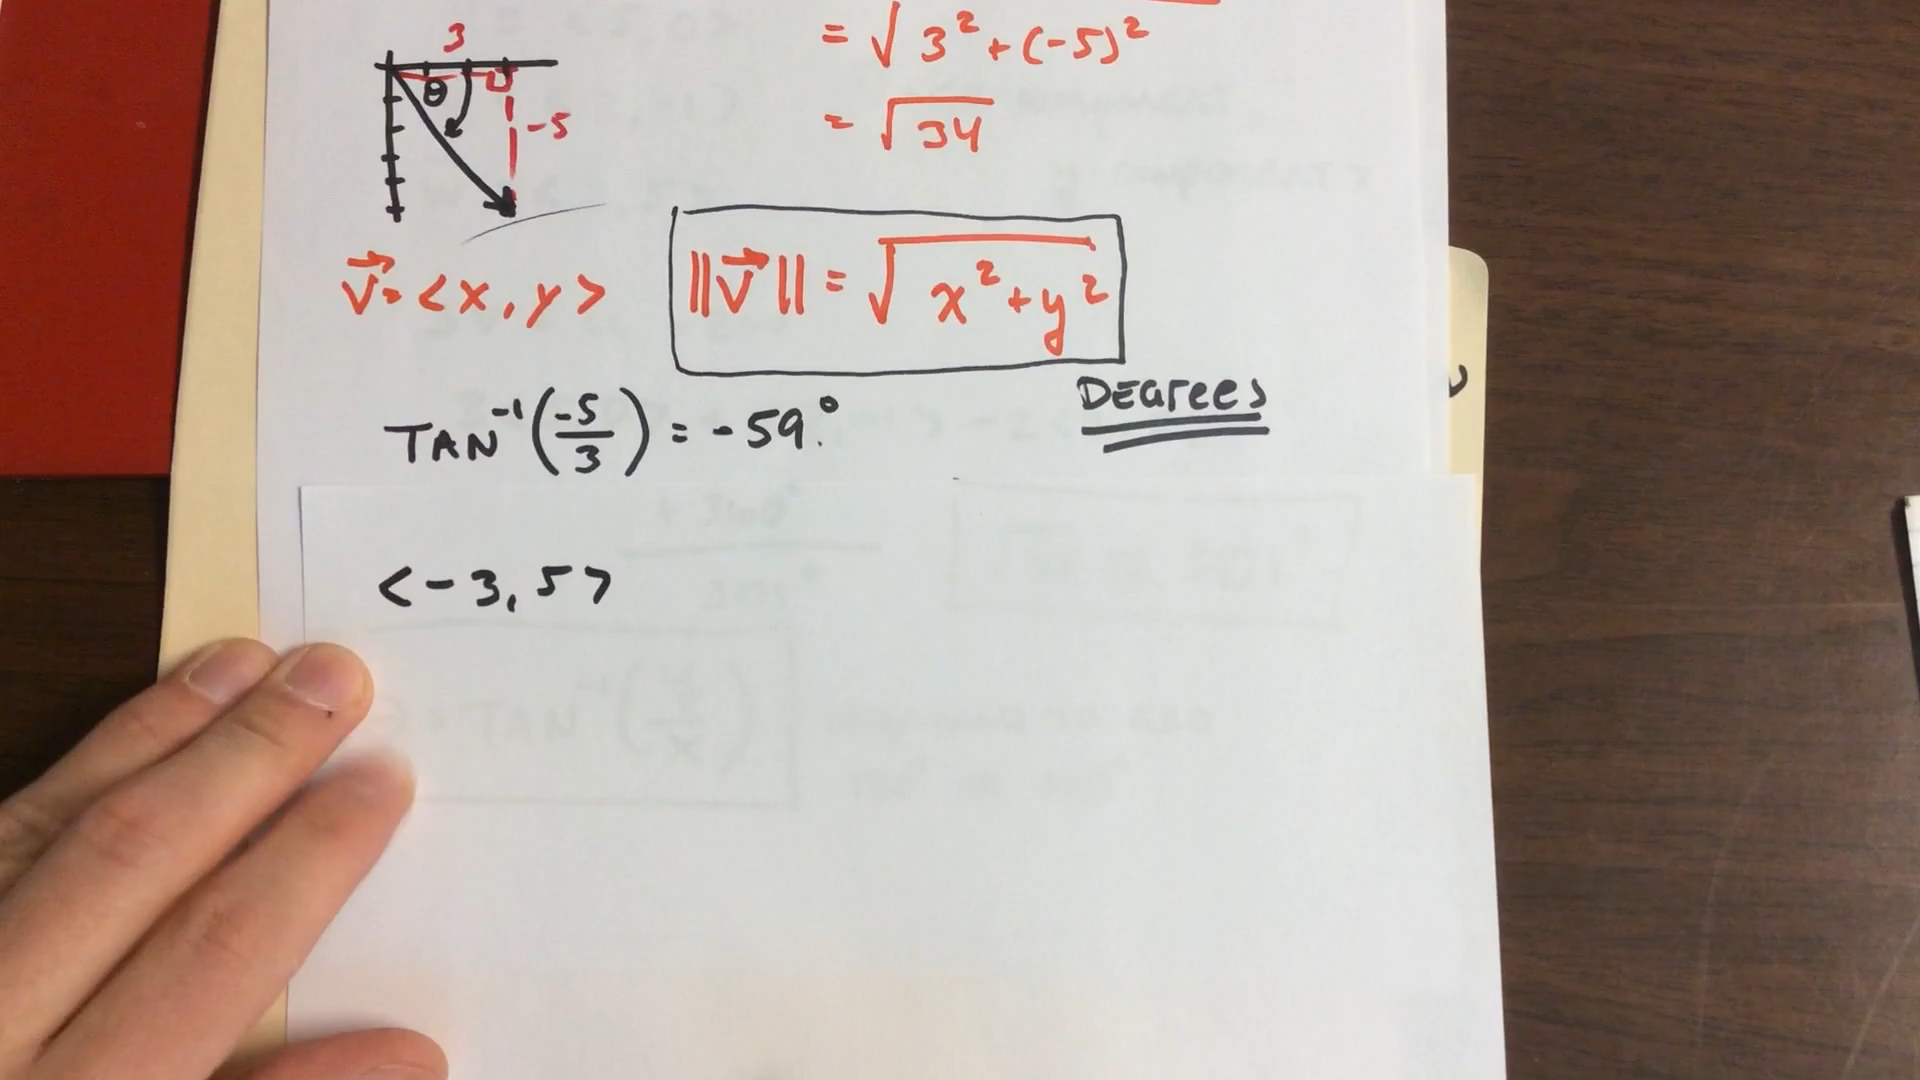 3
= √3² + (-5)²
θ
-5
= √34
v⃗ = <x, y>
||v⃗|| = √x² + y²
DEGREES
TAN⁻¹(-5/3) = -59.°
<-3, 5>